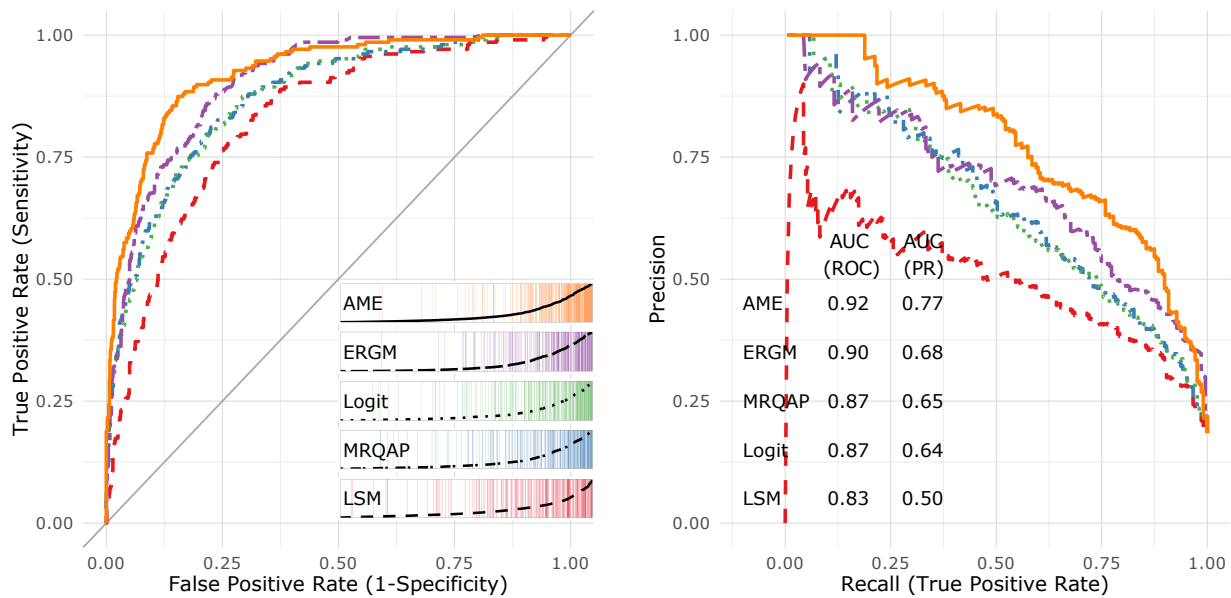 1.00
0.75
0.50
0.25
0.00
True Positive Rate (Sensitivity)
AME
ERGM
Logit
MRQAP
LSM
0.00 0.25 0.50 0.75 1.00
False Positive Rate (1-Specificity)
1.00
0.75
0.50
0.25
0.00
Precision
AUC AUC
(ROC) (PR)
AME 0.92 0.77
ERGM 0.90 0.68
MRQAP 0.87 0.65
Logit 0.87 0.64
LSM 0.83 0.50
0.00 0.25 0.50 0.75 1.00
Recall (True Positive Rate)